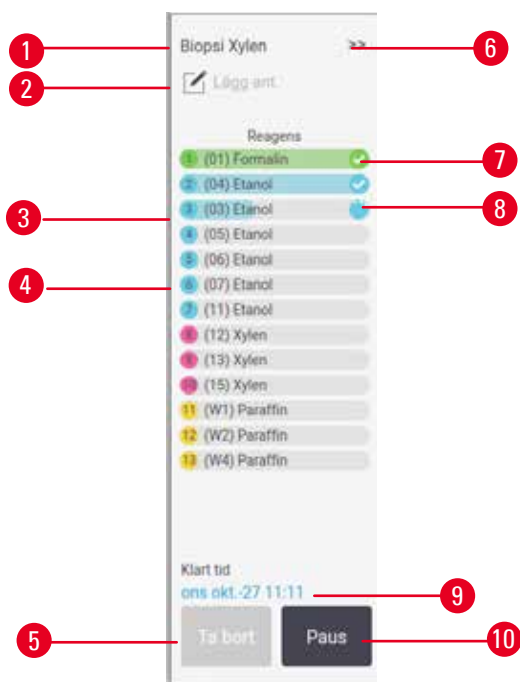 1 Biopsi Xylen >> 6
2 Lägg ant.
Reagens
1 (01) Formalin 7
2 (04) Etanol
3 3 (03) Etanol 8
4 (05) Etanol
5 (06) Etanol
4 6 (07) Etanol
7 (11) Etanol
8 (12) Xylen
9 (13) Xylen
10 (15) Xylen
11 (W1) Paraffin
12 (W2) Paraffin
13 (W4) Paraffin
Klart tid
ons okt.-27 11:11 9
5 Ta bort Paus 10